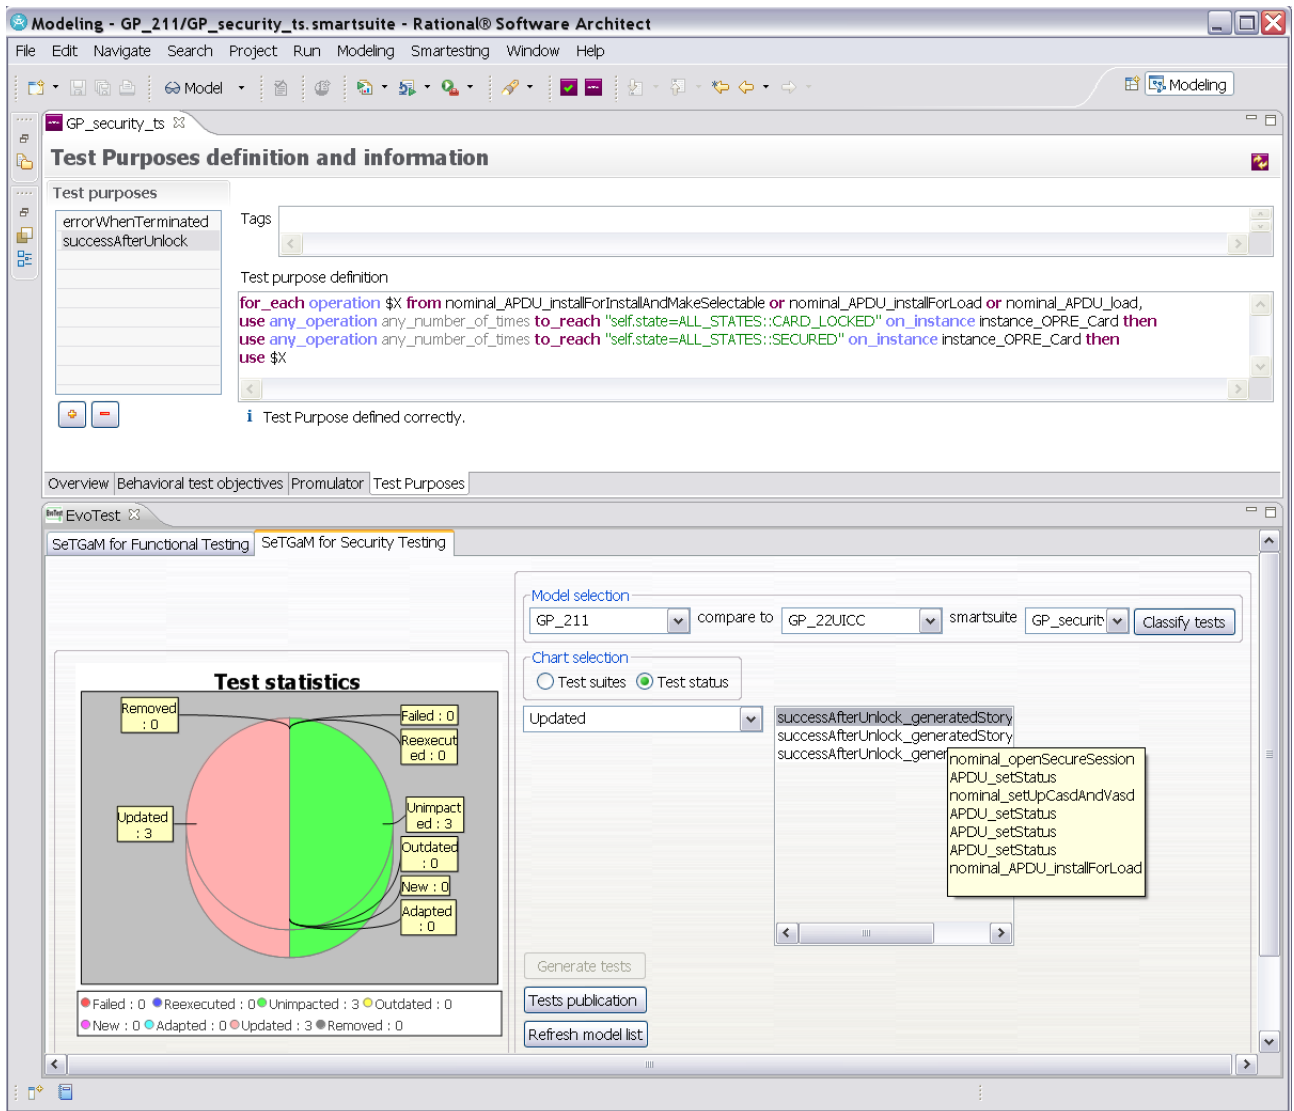 Modeling - GP_211/GP_security_ts.smartsuite - Rational® Software Architect
File Edit Navigate Search Project Run Modeling Smartesting Window Help
Model
Modeling
GP_security_ts
Test Purposes definition and information
Test purposes
errorWhenTerminated
successAfterUnlock
Tags
Test purpose definition
for_each operation $X from nominal_APDU_installForInstallAndMakeSelectable or nominal_APDU_installForLoad or nominal_APDU_load,
use any_operation any_number_of_times to_reach "self.state=ALL_STATES::CARD_LOCKED" on_instance instance_OPRE_Card then
use any_operation any_number_of_times to_reach "self.state=ALL_STATES::SECURED" on_instance instance_OPRE_Card then
use $X
i Test Purpose defined correctly.
Overview Behavioral test objectives Promulator Test Purposes
EvoTest
SeTGaM for Functional Testing SeTGaM for Security Testing
Model selection
GP_211 compare to GP_22UICC smartsuite GP_securit Classify tests
Chart selection
Test suites Test status
Updated
successAfterUnlock_generatedStory
successAfterUnlock_generatedStory
successAfterUnlock_gener
nominal_openSecureSession
APDU_setStatus
nominal_setUpCasdAndVasd
APDU_setStatus
APDU_setStatus
APDU_setStatus
nominal_APDU_installForLoad
Test statistics
Removed
: 0
Failed : 0
Reexecut
ed : 0
Updated
: 3
Unimpact
ed : 3
Outdated
: 0
New : 0
Adapted
: 0
Failed : 0 Reexecuted : 0 Unimpacted : 3 Outdated : 0
New : 0 Adapted : 0 Updated : 3 Removed : 0
Generate tests
Tests publication
Refresh model list